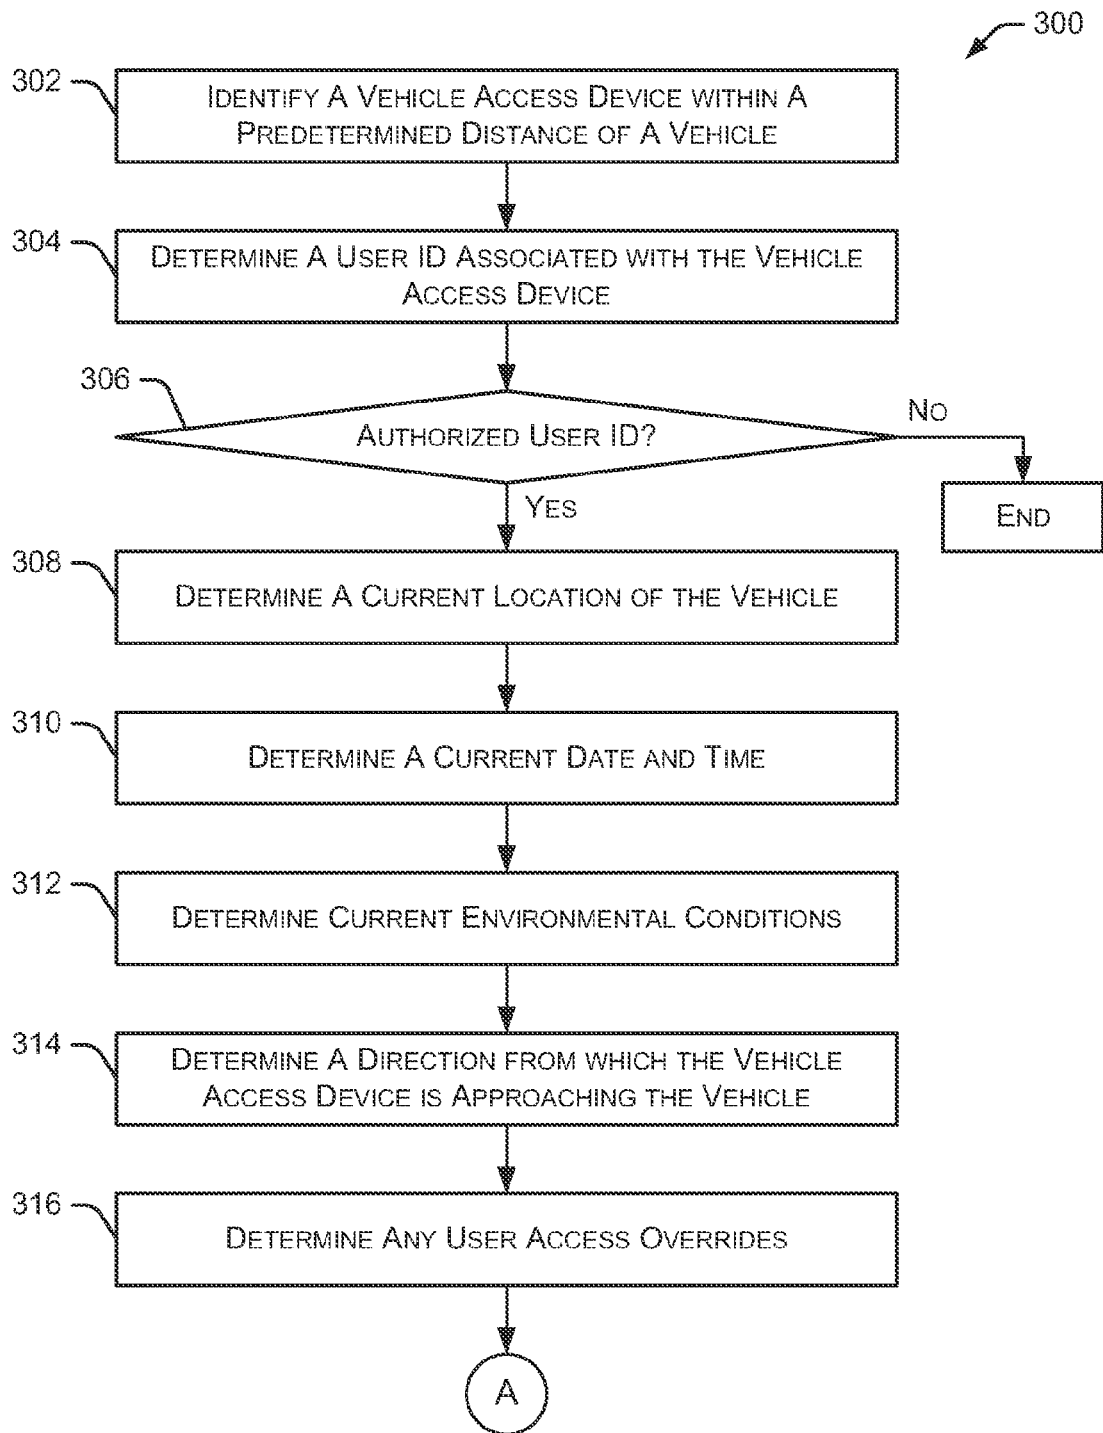 300
302
IDENTIFY A VEHICLE ACCESS DEVICE WITHIN A
PREDETERMINED DISTANCE OF A VEHICLE
304
DETERMINE A USER ID ASSOCIATED WITH THE VEHICLE
ACCESS DEVICE
306
AUTHORIZED USER ID?
NO
YES
END
308
DETERMINE A CURRENT LOCATION OF THE VEHICLE
310
DETERMINE A CURRENT DATE AND TIME
312
DETERMINE CURRENT ENVIRONMENTAL CONDITIONS
314
DETERMINE A DIRECTION FROM WHICH THE VEHICLE
ACCESS DEVICE IS APPROACHING THE VEHICLE
316
DETERMINE ANY USER ACCESS OVERRIDES
A